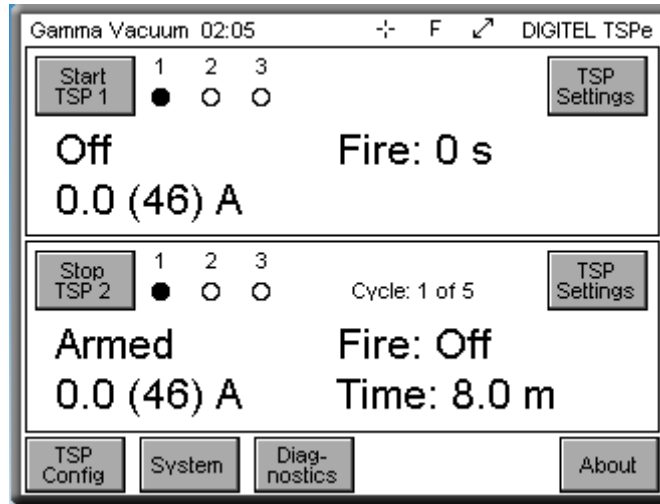 Gamma Vacuum 02:05 F DIGITEL TSPe
Start
TSP 1
1 2 3
TSP
Settings
Off Fire: 0 s
0.0 (46) A
Stop
TSP 2
1 2 3
Cycle: 1 of 5
TSP
Settings
Armed Fire: Off
0.0 (46) A Time: 8.0 m
TSP
Config
System
Diag-
nostics
About